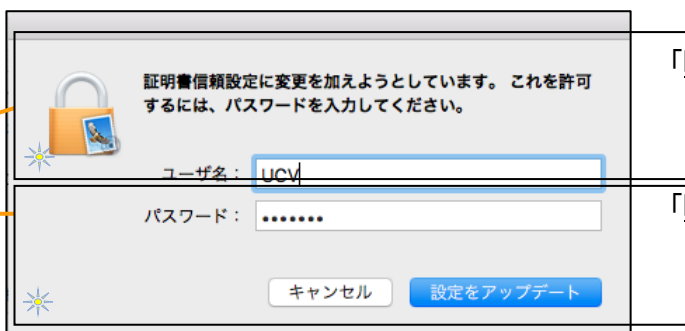 証明書信頼設定に変更を加えようとしています。 これを許可
するには、パスワードを入力してください。
「
ユーザ名： UCV
パスワード： •••••••
「
キャンセル 設定をアップデート